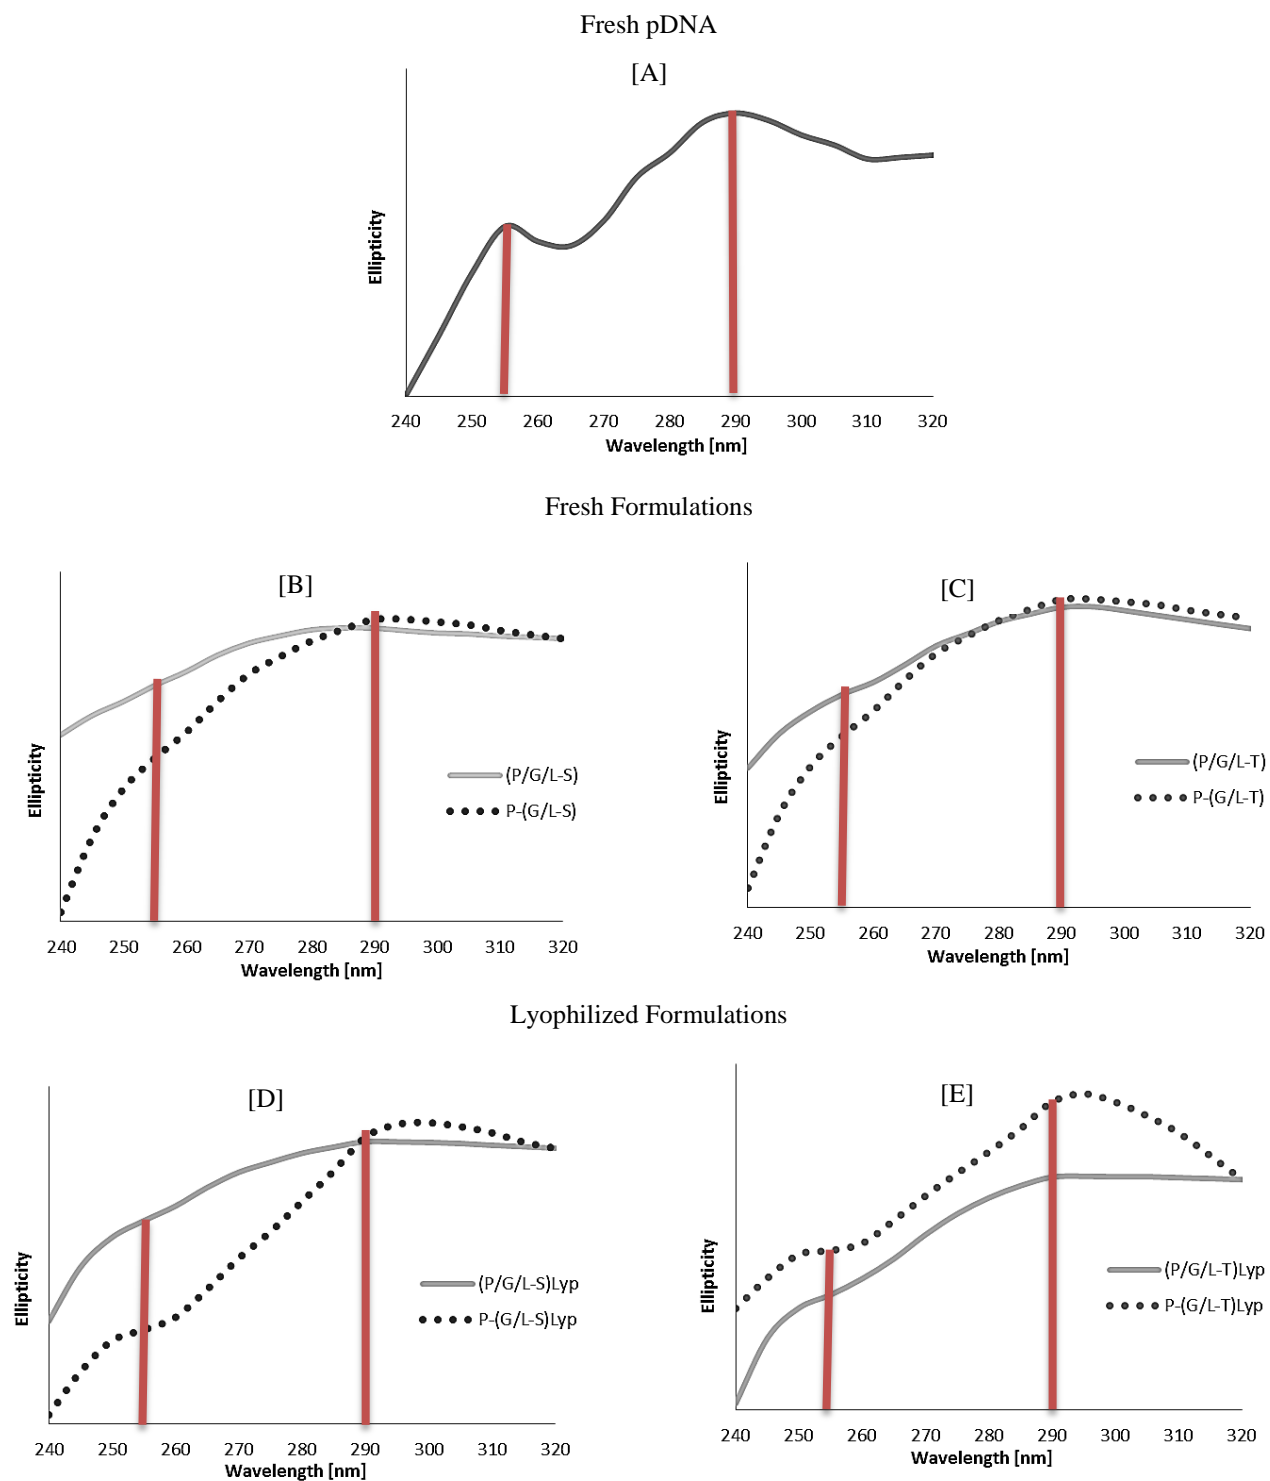 Fresh pDNA
[A]
Ellipticity
240 250 260 270 280 290 300 310 320
Wavelength [nm]
Fresh Formulations
[B]
Ellipticity
(P/G/L-S)
P-(G/L-S)
240 250 260 270 280 290 300 310 320
Wavelength [nm]
[C]
Ellipticity
(P/G/L-T)
P-(G/L-T)
240 250 260 270 280 290 300 310 320
Wavelength [nm]
Lyophilized Formulations
[D]
Ellipticity
(P/G/L-S)Lyp
P-(G/L-S)Lyp
240 250 260 270 280 290 300 310 320
Wavelength [nm]
[E]
Ellipticity
(P/G/L-T)Lyp
P-(G/L-T)Lyp
240 250 260 270 280 290 300 310 320
Wavelength [nm]